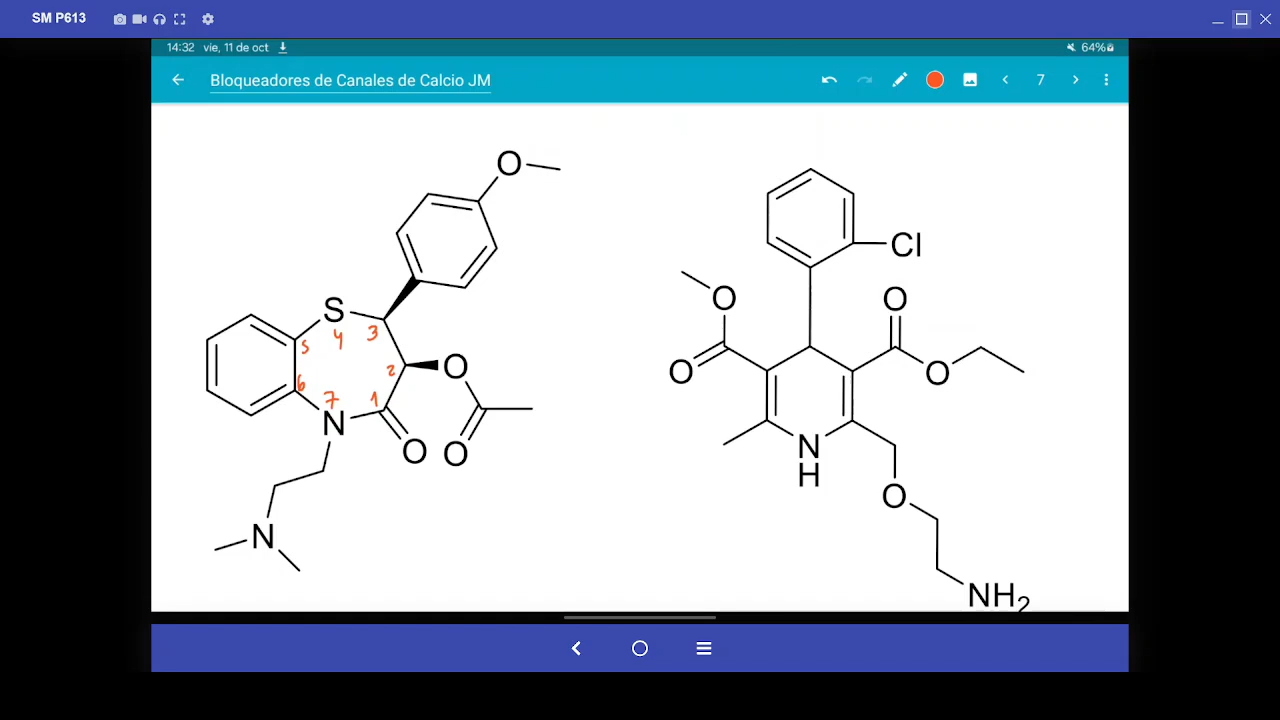 SM P613
14:32 vie, 11 de oct 64%
Bloqueadores de Canales de Calcio JM
7
O
S
4
3
5
2
O
6
7
1
N
O
O
N
Cl
O
O
O
O
N
H
O
NH2